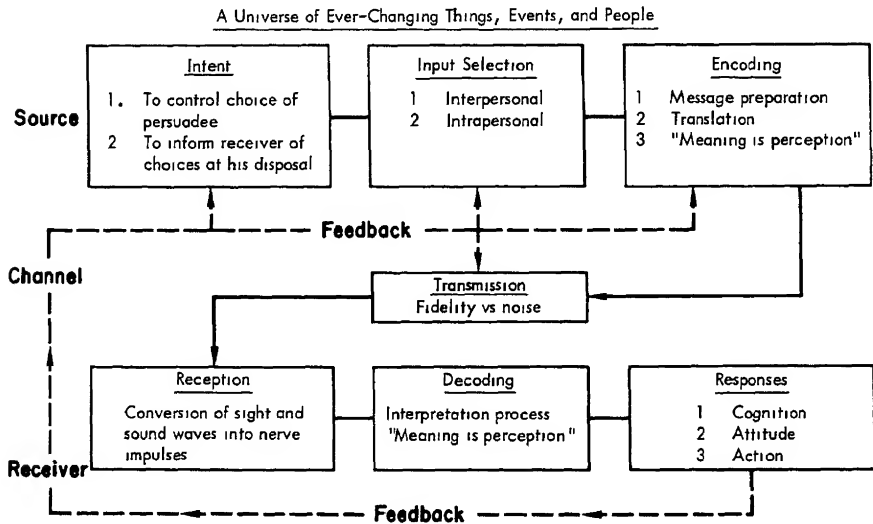 A Universe of Ever-Changing Things, Events, and People
Source
Intent
1. To control choice of
persuadee
2 To inform receiver of
choices at his disposal
Input Selection
1 Interpersonal
2 Intrapersonal
Encoding
1 Message preparation
2 Translation
3 "Meaning is perception"
Feedback
Channel
Transmission
Fidelity vs noise
Receiver
Reception
Conversion of sight and
sound waves into nerve
impulses
Decoding
Interpretation process
"Meaning is perception"
Responses
1 Cognition
2 Attitude
3 Action
Feedback